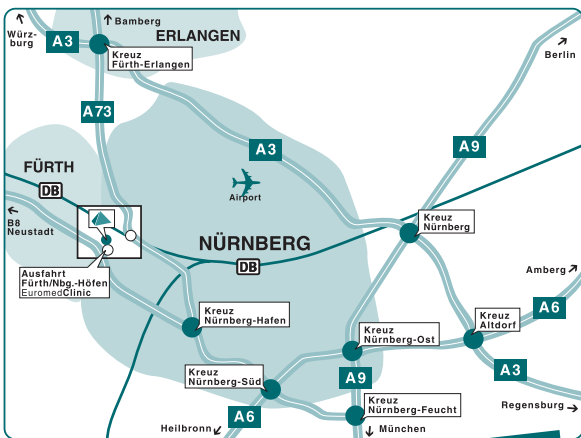 Würz-
burg
A3
Bamberg
ERLANGEN
Kreuz
Fürth-Erlangen
Berlin
A73
A3
A9
FÜRTH
DB
Airport
B8
Neustadt
NÜRNBERG
DB
Kreuz
Nürnberg
Ausfahrt
Fürth/Nbg.-Höfen
EuromedClinic
Amberg
A6
Kreuz
Nürnberg-Hafen
Kreuz
Altdorf
Kreuz
Nürnberg-Ost
Kreuz
Nürnberg-Süd
A9
A3
Kreuz
Nürnberg-Feucht
Regensburg
A6
Heilbronn
München